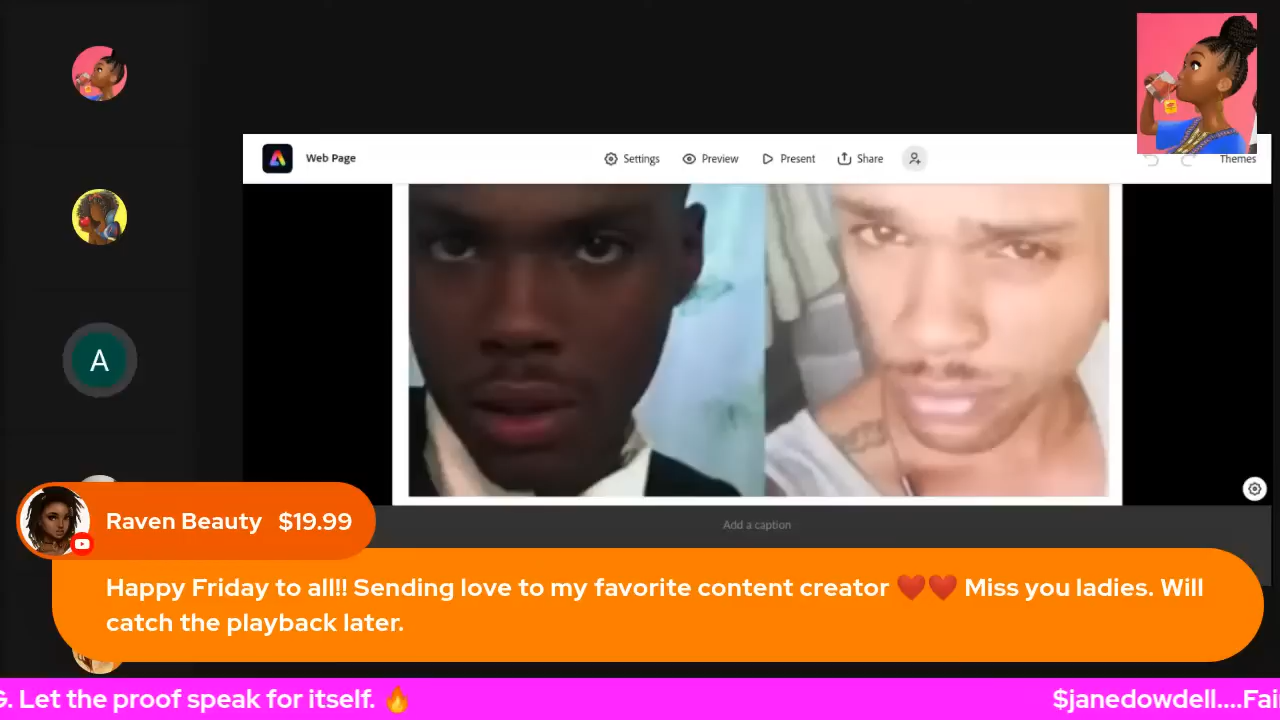 Web Page
Settings Preview Present Share Themes
A
Add a caption
Raven Beauty $19.99
Happy Friday to all!! Sending love to my favorite content creator ❤️❤️ Miss you ladies. Will
catch the playback later.
G. Let the proof speak for itself. 🔥 $janedowdell....Fai